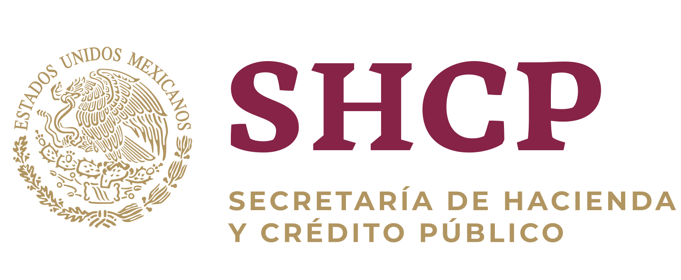 ESTADOS UNIDOS MEXICANOS
SHCP
SECRETARÍA DE HACIENDA
Y CRÉDITO PÚBLICO